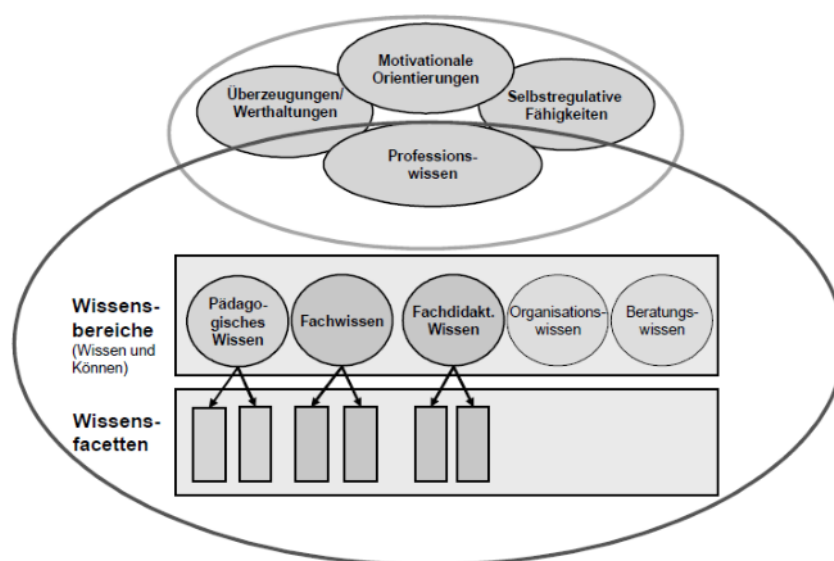 Motivationale
Orientierungen
Überzeugungen/
Werthaltungen
Selbstregulative
Fähigkeiten
Professions-
wissen
Wissens-
bereiche
(Wissen und
Können)
Pädago-
gisches
Wissen
Fachwissen
Fachdidakt.
Wissen
Organisations-
wissen
Beratungs-
wissen
Wissens-
facetten